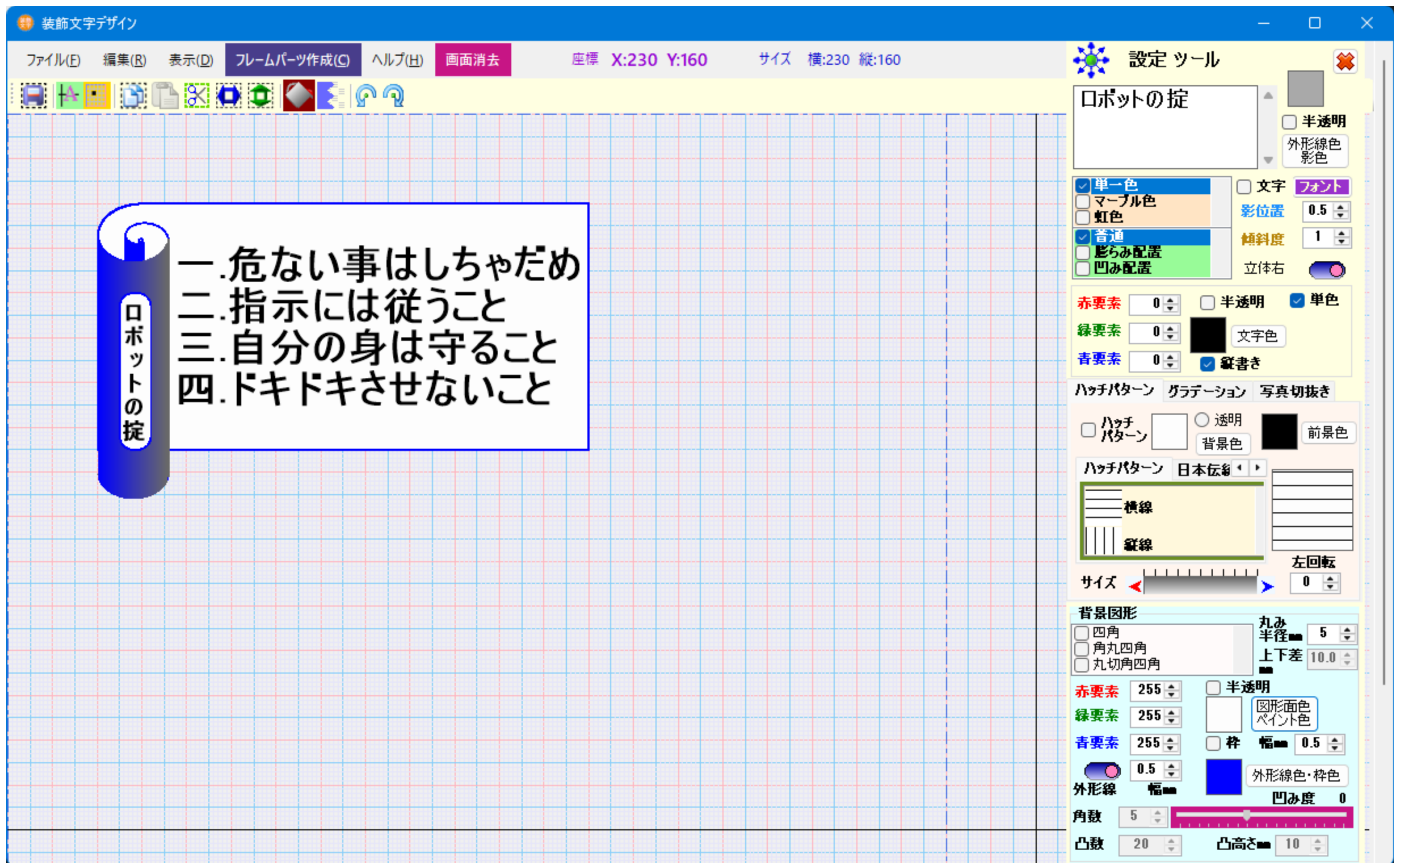 装飾文字デザイン
ファイル(F) 編集(R) 表示(D) フレームパーツ作成(C) ヘルプ(H) 画面消去 座標 X:230 Y:160 サイズ 横:230 縦:160
設定 ツール
ロボットの掟
半透明
外形線色
影色
単一色
マーブル色
虹色
文字 フォント
影位置 0.5
普通
膨らみ配置
凹み配置
傾斜度 1
立体右
赤要素 0 半透明 単色
緑要素 0 文字色
青要素 0 縦書き
ハッチパターン グラデーション 写真切抜き
ハッチ
パターン
透明
背景色
前景色
ハッチパターン 日本伝統
横線
縦線
左回転
サイズ 0
背景図形
四角
角丸四角
丸切角四角
丸み
半径mm 5
上下差
mm 10.0
赤要素 255 半透明
緑要素 255
図形面色
ペイント色
青要素 255 枠 幅mm 0.5
0.5
外形線 幅mm
外形線色・枠色
凹み度 0
角数 5
凸数 20 凸高さmm 10
ロボットの掟
一.危ない事はしちゃだめ
二.指示には従うこと
三.自分の身は守ること
四.ドキドキさせないこと